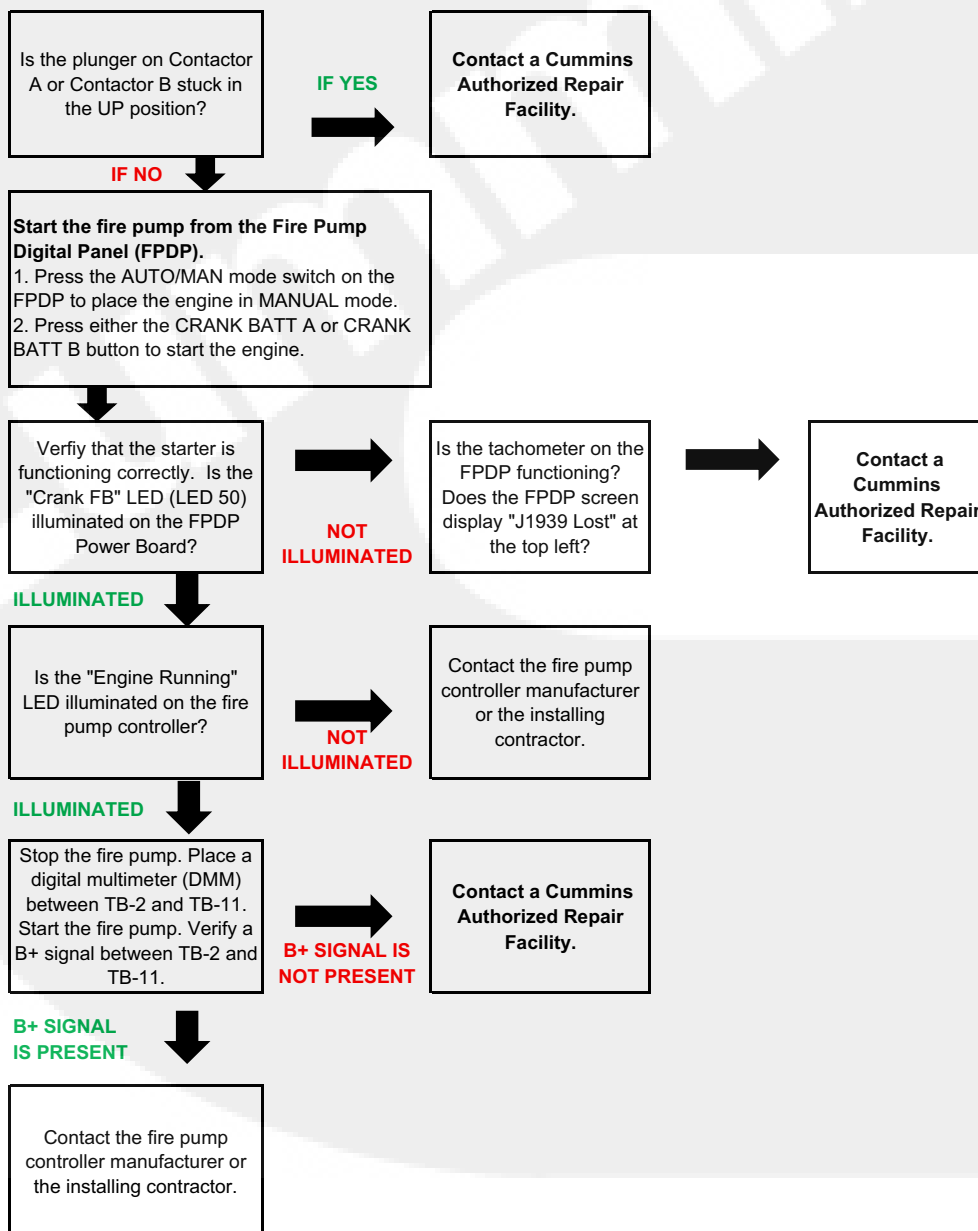 Is the plunger on Contactor
A or Contactor B stuck in
the UP position?
IF YES
Contact a Cummins
Authorized Repair
Facility.
IF NO
Start the fire pump from the Fire Pump
Digital Panel (FPDP).
1. Press the AUTO/MAN mode switch on the
FPDP to place the engine in MANUAL mode.
2. Press either the CRANK BATT A or CRANK
BATT B button to start the engine.
Verfiy that the starter is
functioning correctly. Is the
"Crank FB" LED (LED 50)
illuminated on the FPDP
Power Board?
NOT
ILLUMINATED
Is the tachometer on the
FPDP functioning?
Does the FPDP screen
display "J1939 Lost" at
the top left?
Contact a
Cummins
Authorized Repair
Facility.
ILLUMINATED
Is the "Engine Running"
LED illuminated on the fire
pump controller?
NOT
ILLUMINATED
Contact the fire pump
controller manufacturer
or the installing
contractor.
ILLUMINATED
Stop the fire pump. Place a
digital multimeter (DMM)
between TB-2 and TB-11.
Start the fire pump. Verify a
B+ signal between TB-2 and
TB-11.
B+ SIGNAL IS
NOT PRESENT
Contact a Cummins
Authorized Repair
Facility.
B+ SIGNAL
IS PRESENT
Contact the fire pump
controller manufacturer or
the installing contractor.